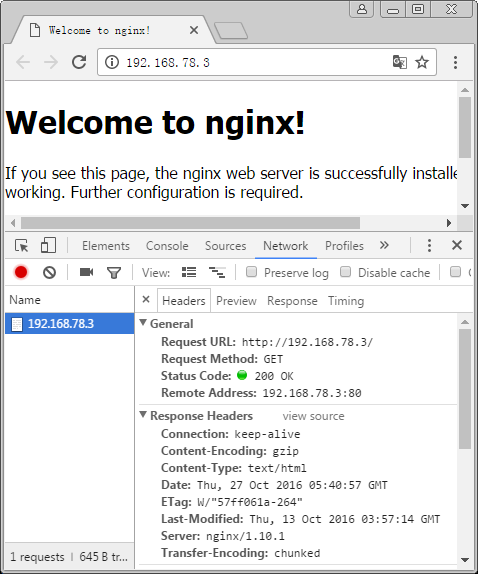 Welcome to nginx!
192.168.78.3
Welcome to nginx!
If you see this page, the nginx web server is successfully installe
working. Further configuration is required.
Elements Console Sources Network Profiles »
View: Preserve log Disable cache
Name × Headers Preview Response Timing
192.168.78.3
General
Request URL: http://192.168.78.3/
Request Method: GET
Status Code: 200 OK
Remote Address: 192.168.78.3:80
Response Headers view source
Connection: keep-alive
Content-Encoding: gzip
Content-Type: text/html
Date: Thu, 27 Oct 2016 05:40:57 GMT
ETag: W/"57ff061a-264"
Last-Modified: Thu, 13 Oct 2016 03:57:14 GMT
Server: nginx/1.10.1
Transfer-Encoding: chunked
1 requests | 645 B tr...